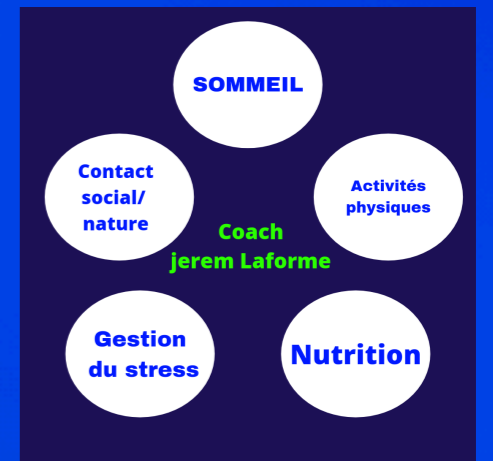 SOMMEIL
Contact
social/
nature
Activités
physiques
Coach
jerem Laforme
Gestion
du stress
Nutrition